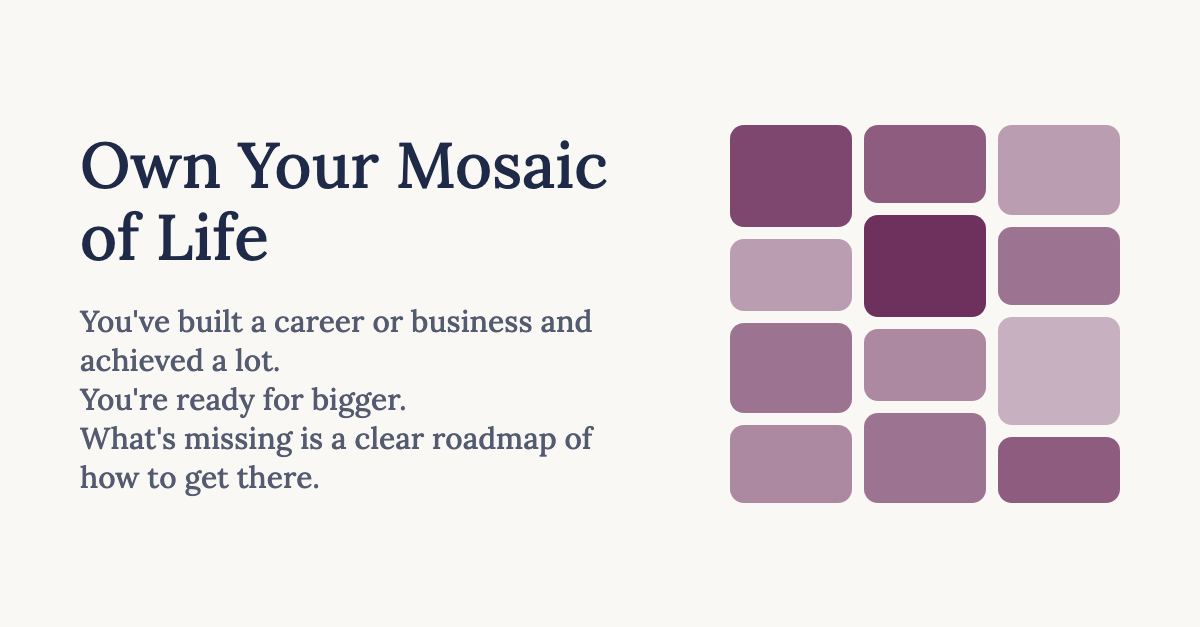 Own Your Mosaic
of Life
You've built a career or business and
achieved a lot.
You're ready for bigger.
What's missing is a clear roadmap of
how to get there.